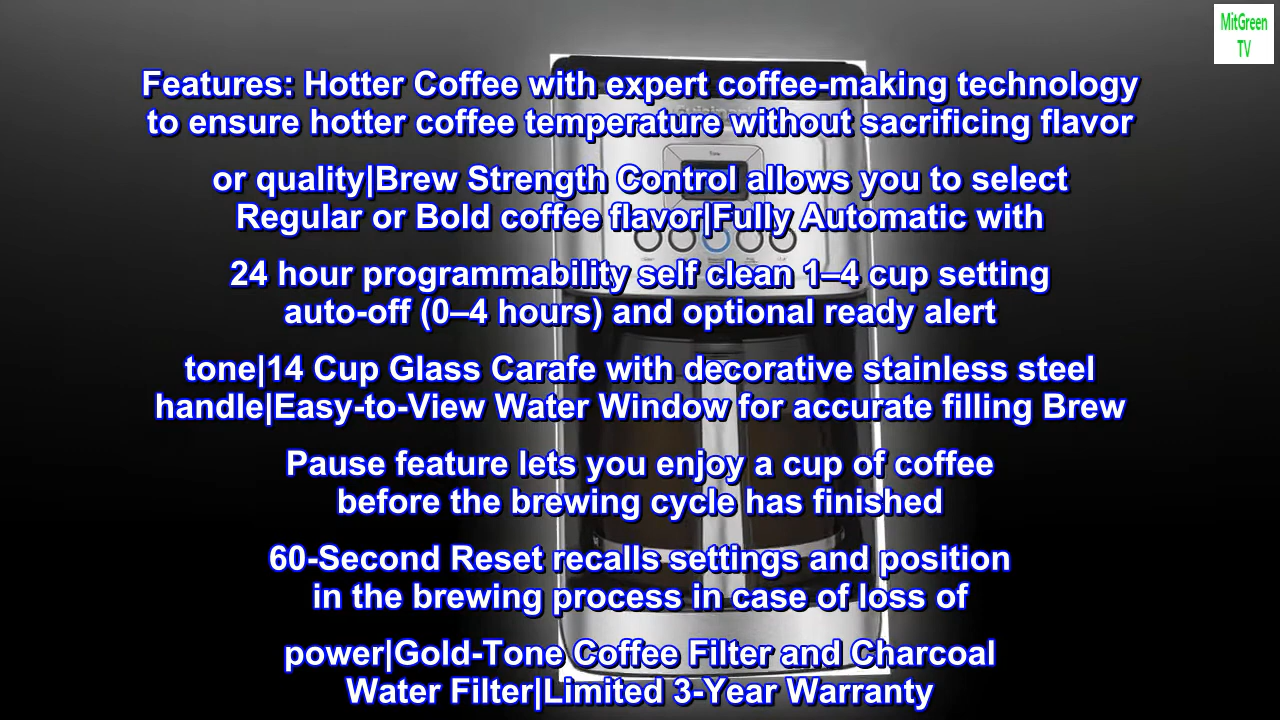 MitGreen
TV
Features: Hotter Coffee with expert coffee-making technology
to ensure hotter coffee temperature without sacrificing flavor
or quality|Brew Strength Control allows you to select
Regular or Bold coffee flavor|Fully Automatic with
24 hour programmability self clean 1–4 cup setting
auto-off (0–4 hours) and optional ready alert
tone|14 Cup Glass Carafe with decorative stainless steel
handle|Easy-to-View Water Window for accurate filling Brew
Pause feature lets you enjoy a cup of coffee
before the brewing cycle has finished
60-Second Reset recalls settings and position
in the brewing process in case of loss of
power|Gold-Tone Coffee Filter and Charcoal
Water Filter|Limited 3-Year Warranty